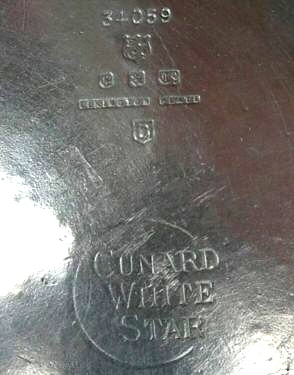 34059
ELKINGTON PLATE
D
CUNARD
WHITE
STAR